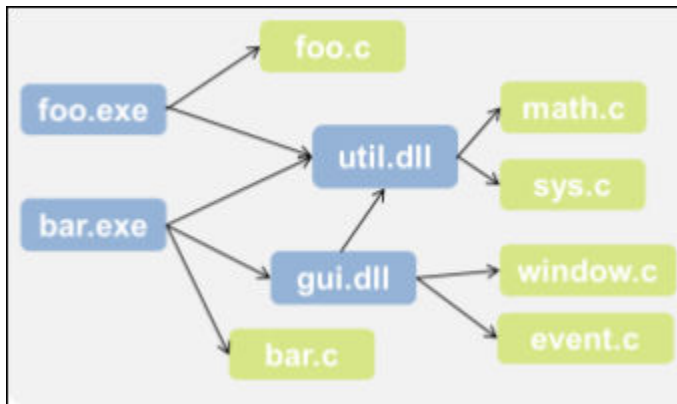 foo.c
foo.exe
math.c
util.dll
sys.c
bar.exe
window.c
gui.dll
event.c
bar.c